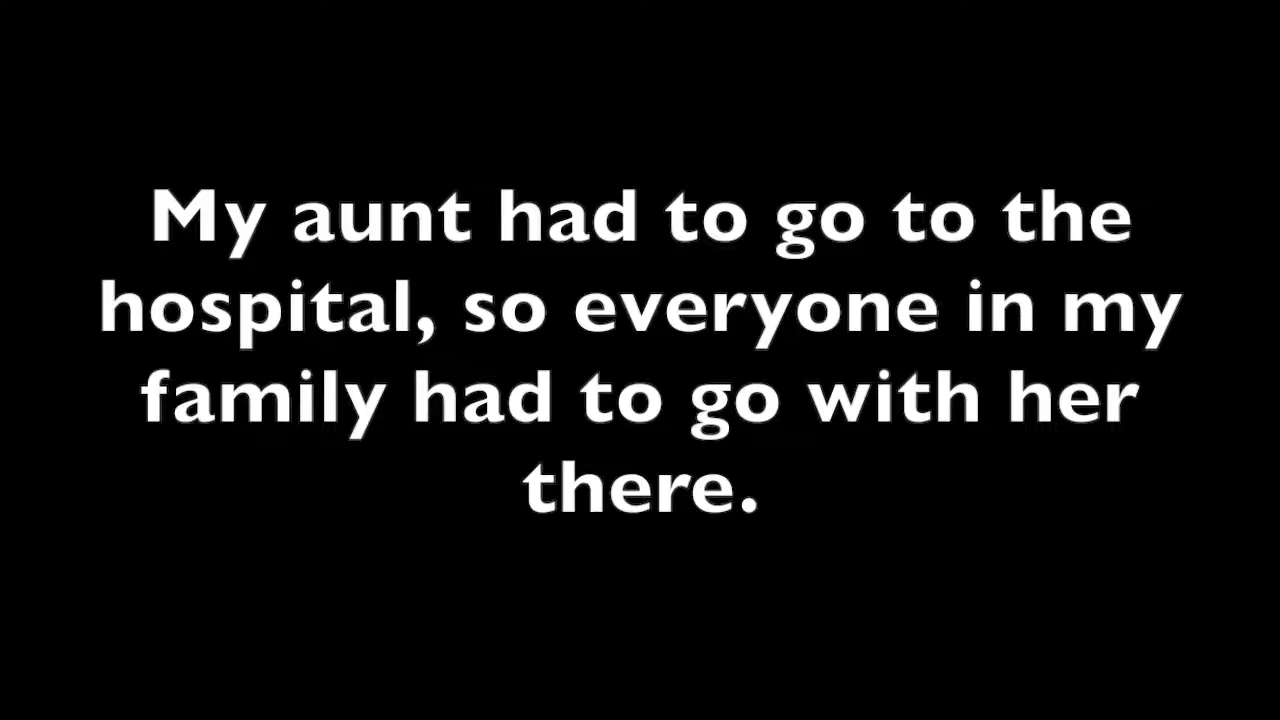 My aunt had to go to the
hospital, so everyone in my
family had to go with her
there.